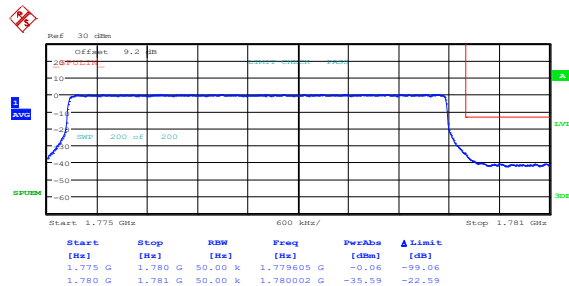 R S
Ref 30 dBm
Offset 9.2 dB
_SPULIN_
LIMIT CHECK PASS
20
10
0
-10
-20
-30
-40
-50
-60
SWP 200 of 200
1
AVG
SPUEM
A
LVL
3DB
Start 1.775 GHz 600 kHz/ Stop 1.781 GHz
Start Stop RBW Freq PwrAbs Δ Limit
[Hz] [Hz] [Hz] [Hz] [dBm] [dB]
1.775 G 1.780 G 50.00 k 1.779605 G -0.06 -99.06
1.780 G 1.781 G 50.00 k 1.780002 G -35.59 -22.59